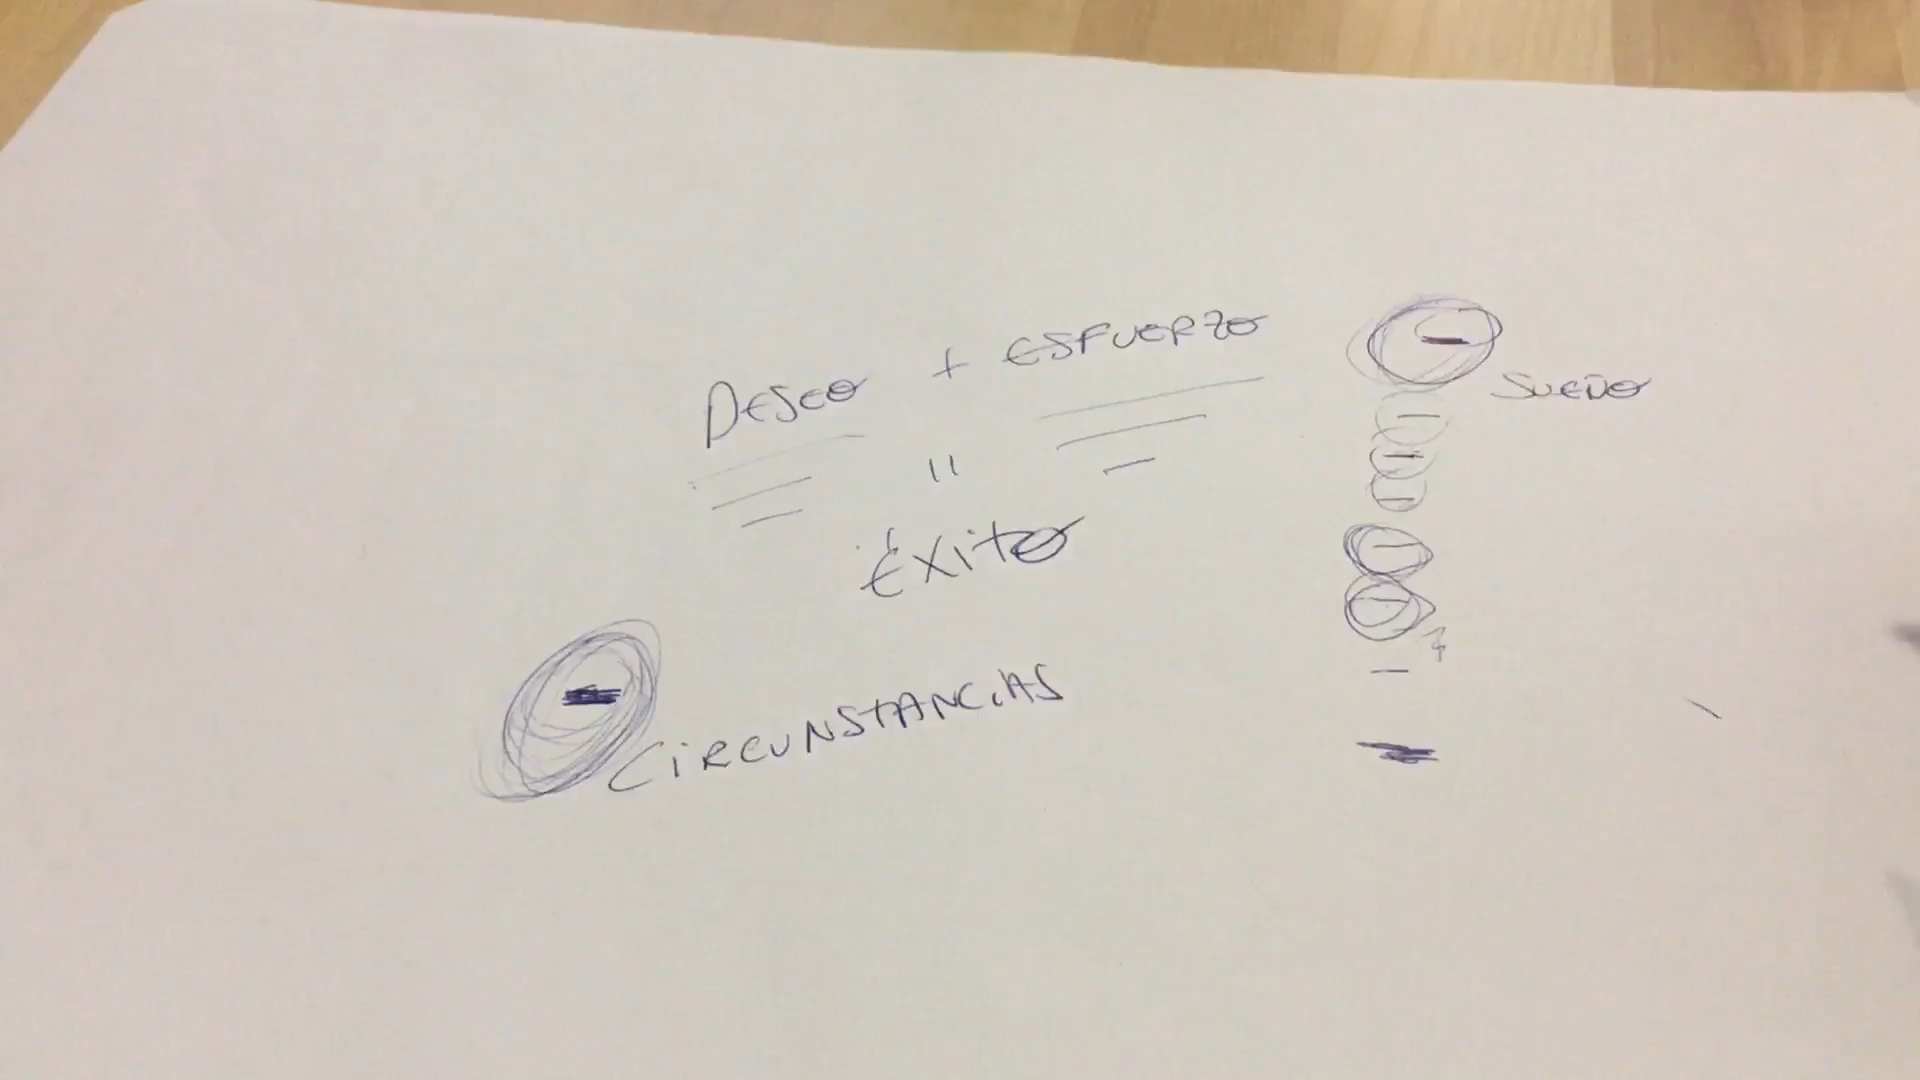 DESEO + ESFUERZO
=
Éxito
CIRCUNSTANCIAS
SUEÑO